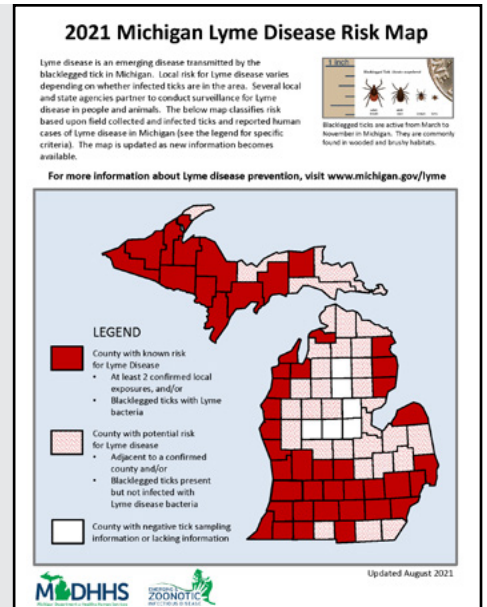 2021 Michigan Lyme Disease Risk Map
Lyme disease is an emerging disease transmitted by the
blacklegged tick in Michigan. Local risk for Lyme disease varies
depending on whether infected ticks are in the area. Several local
and state agencies partner to conduct surveillance for Lyme
disease in people and animals. The below map classifies risk
based upon field collected and infected ticks and reported human
cases of Lyme disease in Michigan (see the legend for specific
criteria). The map is updated as new information becomes
available.
1 inch
Blacklegged ticks are active from March to
November in Michigan. They are commonly
found in wooded and brushy habitats.
For more information about Lyme disease prevention, visit www.michigan.gov/lyme
LEGEND
County with known risk
for Lyme Disease
• At least 2 confirmed local
exposures, and/or
• Blacklegged ticks with Lyme
bacteria
County with potential risk
for Lyme disease
• Adjacent to a confirmed
county and/or
• Blacklegged ticks present
but not infected with
Lyme disease bacteria
County with negative tick sampling
information or lacking information
Updated August 2021
MDHHS
EMERGING &
ZOONOTIC
INFECTIOUS DISEASE